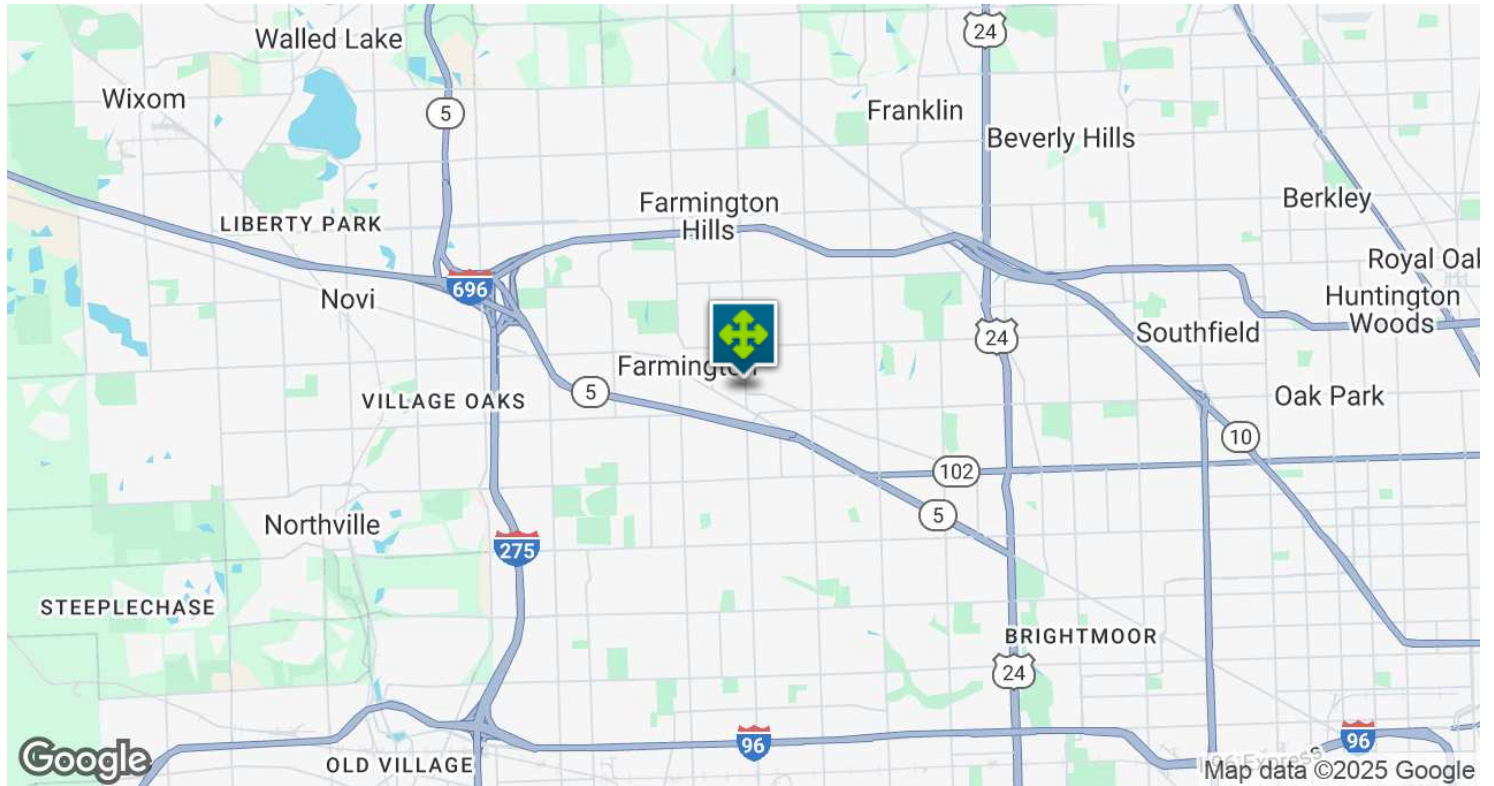 Walled Lake
24
Wixom
5
Franklin
Beverly Hills
Berkley
LIBERTY PARK
Farmington
Hills
Royal Oak
696
Novi
Huntington
Woods
24
Southfield
Farmington
5
VILLAGE OAKS
Oak Park
10
102
Northville
5
275
STEEPLECHASE
BRIGHTMOOR
24
96
96
I-96 Express
OLD VILLAGE
Google
Map data ©2025 Google